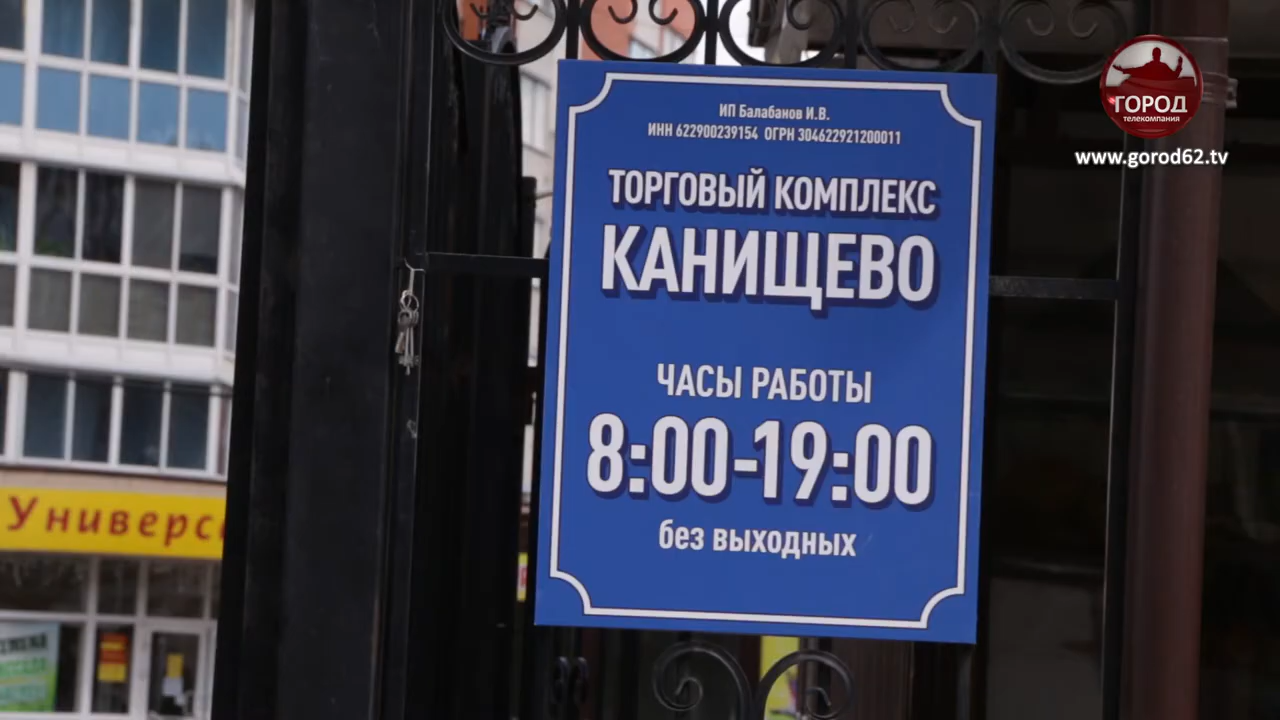 ИП Балабанов И.В.
ИНН 622900239154 ОГРН 304622921200011
ТОРГОВЫЙ КОМПЛЕКС
КАНИЩЕВО
ЧАСЫ РАБОТЫ
8:00-19:00
без выходных
ГОРОД
телекомпания
www.gorod62.tv
Универс